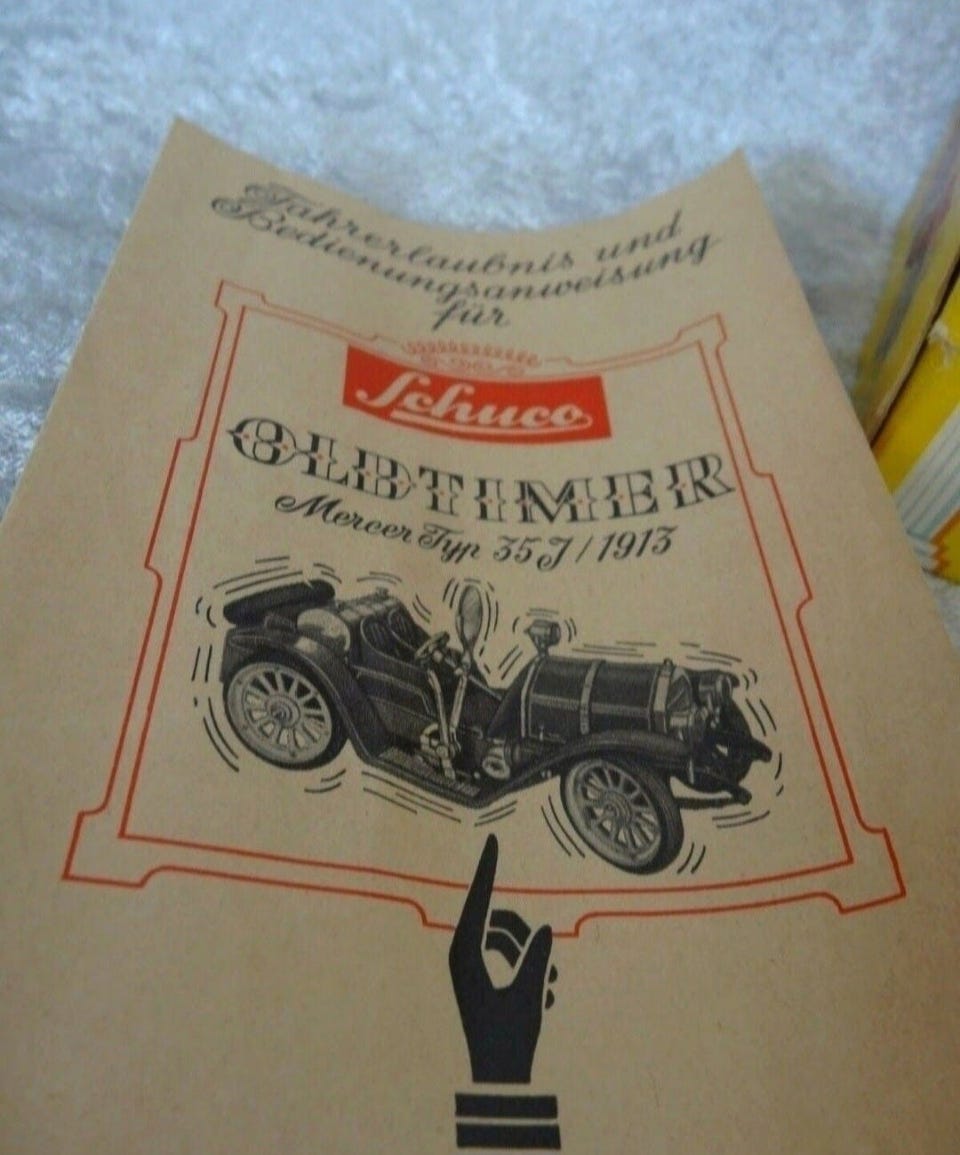 Fahrerlaubnis und
Bedienungsanweisung
für
Schuco
OLDTIMER
Mercer Typ 35 J / 1913